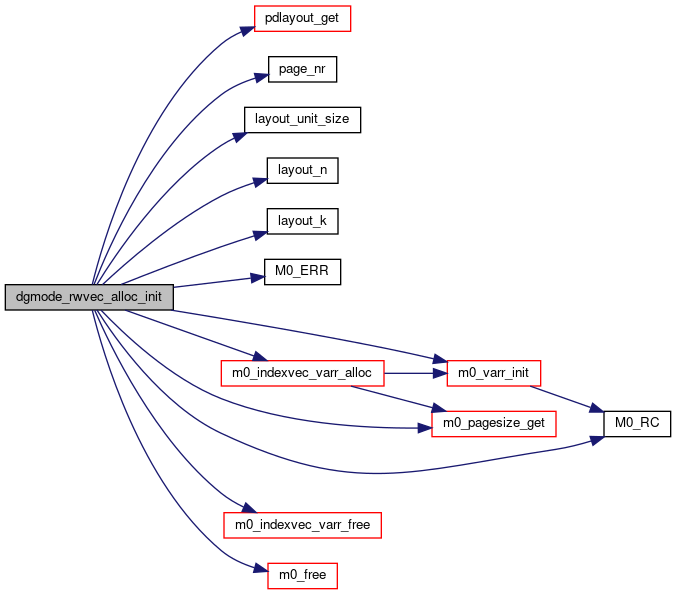 pdlayout_get
page_nr
layout_unit_size
layout_n
layout_k
M0_ERR
dgmode_rwvec_alloc_init
m0_indexvec_varr_alloc
m0_varr_init
m0_pagesize_get
M0_RC
m0_indexvec_varr_free
m0_free